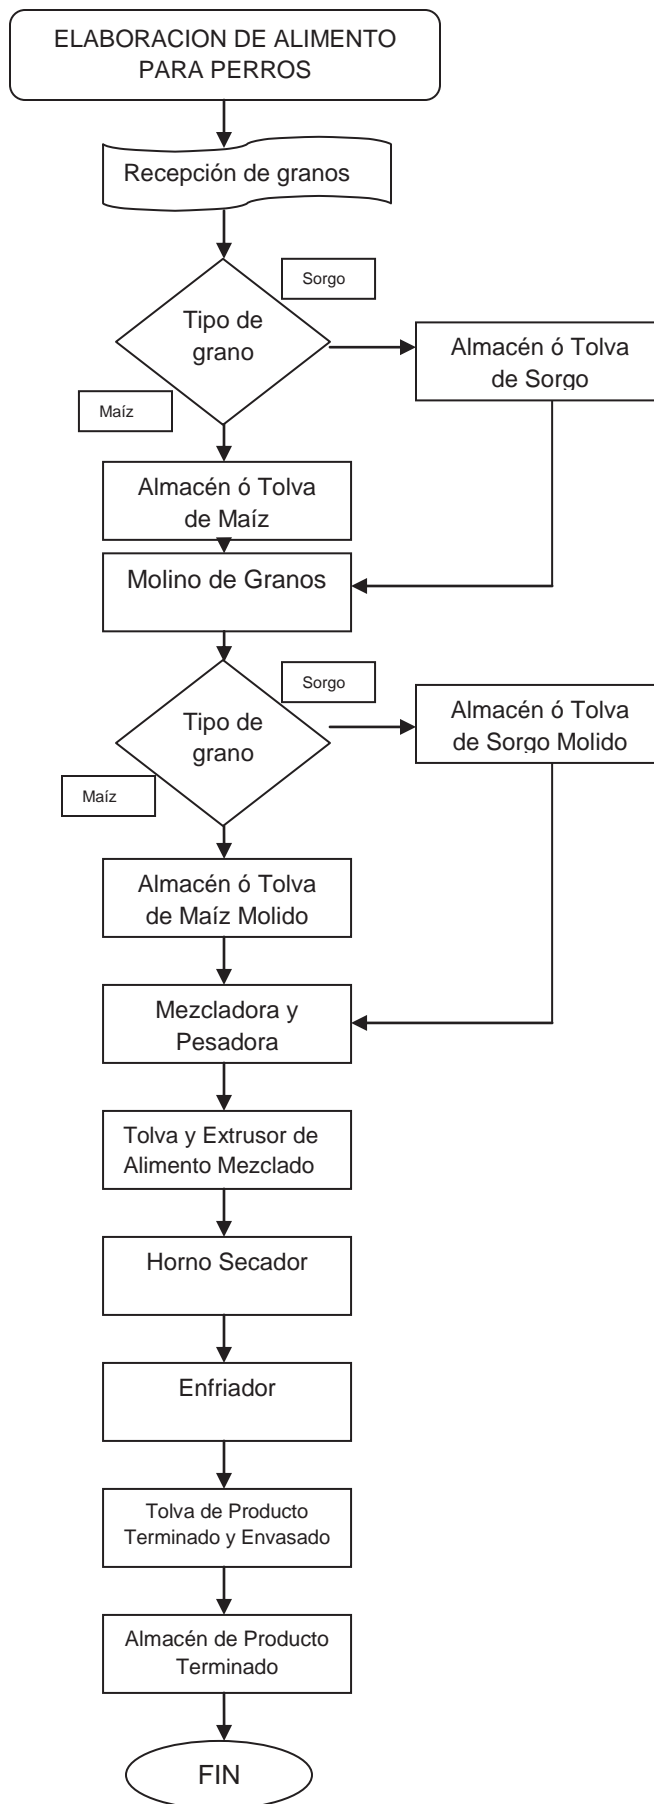 ELABORACION DE ALIMENTO
PARA PERROS
Recepción de granos
Sorgo
Tipo de
grano
Almacén ó Tolva
de Sorgo
Maíz
Almacén ó Tolva
de Maíz
Molino de Granos
Sorgo
Tipo de
grano
Almacén ó Tolva
de Sorgo Molido
Maíz
Almacén ó Tolva
de Maíz Molido
Mezcladora y
Pesadora
Tolva y Extrusor de
Alimento Mezclado
Horno Secador
Enfriador
Tolva de Producto
Terminado y Envasado
Almacén de Producto
Terminado
FIN